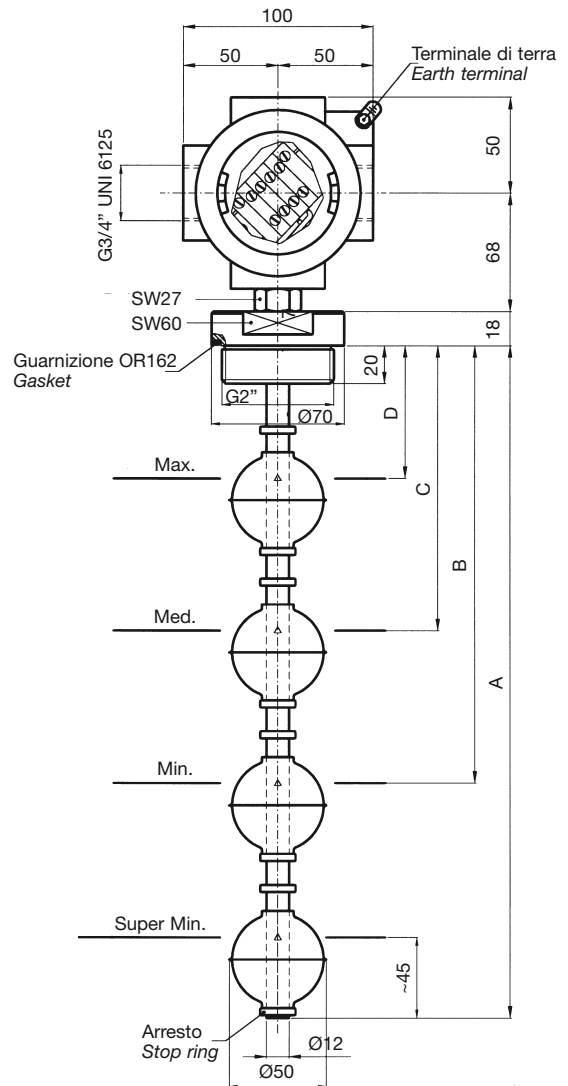 100
50
50
Terminale di terra
Earth terminal
50
G3/4” UNI 6125
68
SW27
SW60
18
Guarnizione OR162
Gasket
20
G2”
Ø70
D
Max.
C
B
Med.
A
Min.
Super Min.
~45
Arresto
Stop ring
Ø12
Ø50